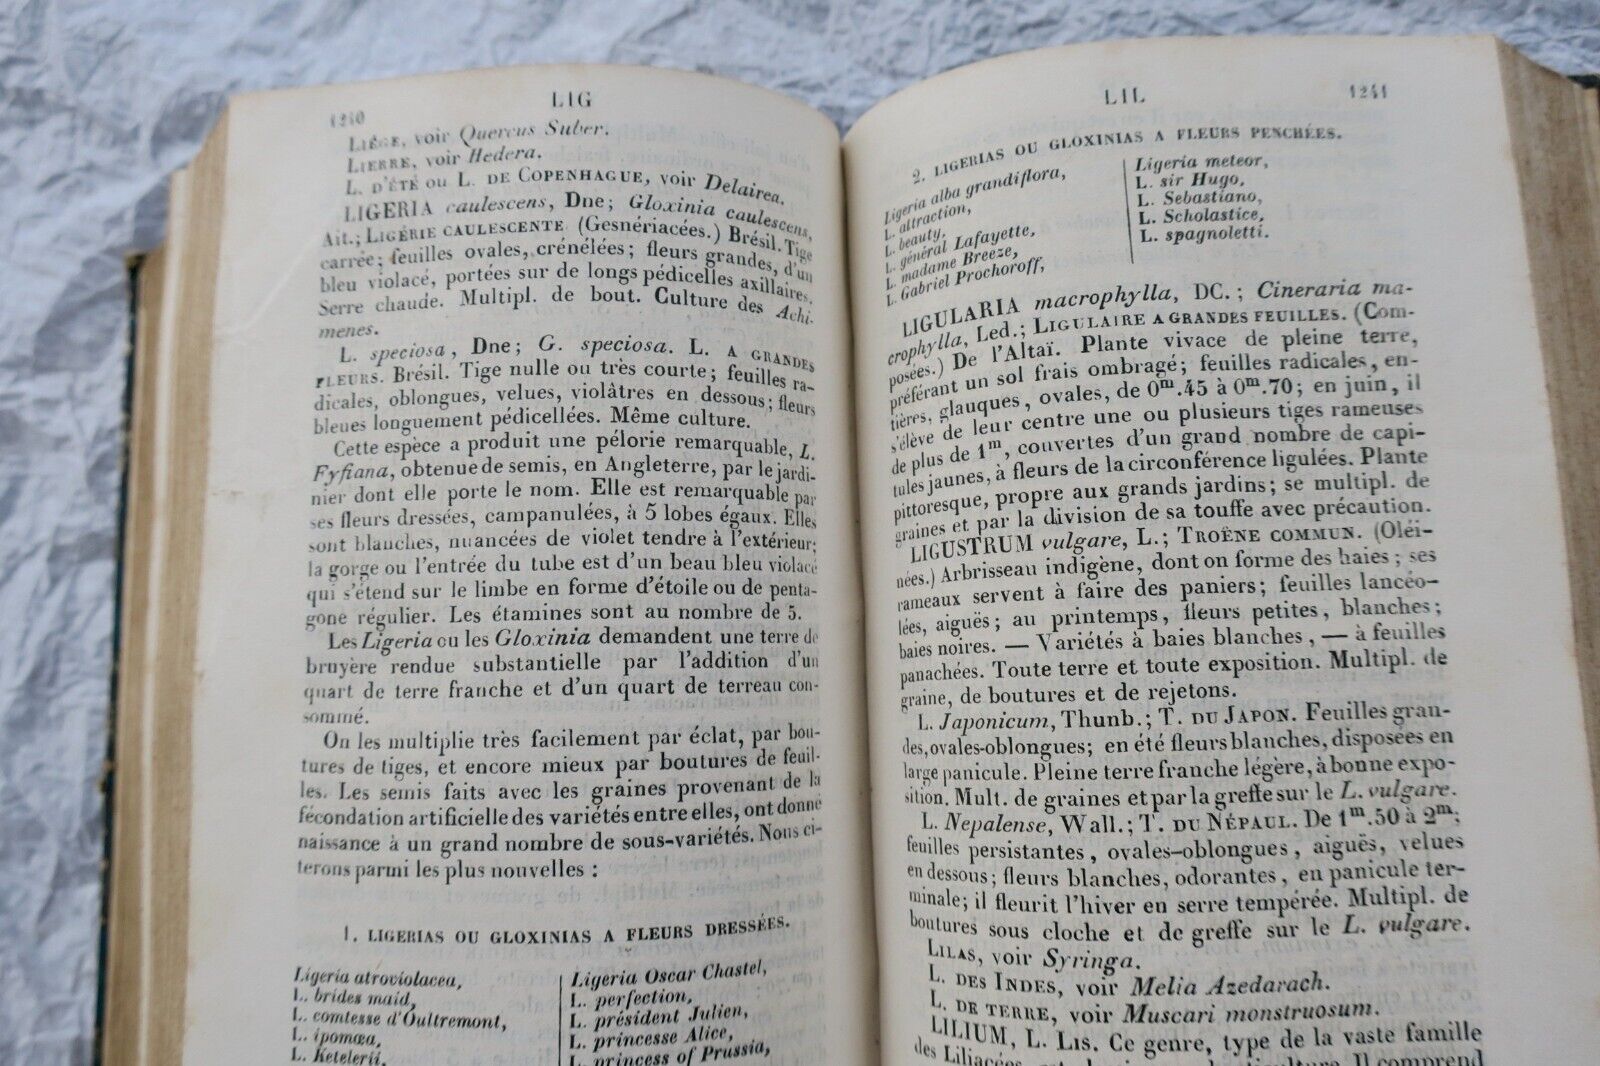 1240
LIG
LIÉGE, voir Quercus Suber.
LIERRE, voir Hedera.
L. D'ÉTÉ OU L. DE COPENHAGUE, voir Delairea.
LIGERIA caulescens, Dne; Gloxinia caulescens,
Ait.; LIGÉRIE CAULESCENTE (Gesnériacées.) Brésil. Tige
carrée; feuilles ovales, crénélées; fleurs grandes, d'un
bleu violacé, portées sur de longs pédicelles axillaires.
Serre chaude. Multipl. de bout. Culture des Achi-
menes.
L. speciosa, Dne; G. speciosa. L. A GRANDES
FLEURS. Brésil. Tige nulle ou très courte; feuilles ra-
dicales, oblongues, velues, violâtres en dessous; fleurs
bleues longuement pédicellées. Même culture.
Cette espèce a produit une pélorie remarquable, L.
Fyfiana, obtenue de semis, en Angleterre, par le jardi-
nier dont elle porte le nom. Elle est remarquable par
ses fleurs dressées, campanulées, à 5 lobes égaux. Elles
sont blanches, nuancées de violet tendre à l'extérieur;
la gorge ou l'entrée du tube est d'un beau bleu violacé
qui s'étend sur le limbe en forme d'étoile ou de penta-
gone régulier. Les étamines sont au nombre de 5.
Les Ligeria ou les Gloxinia demandent une terre de
bruyère rendue substantielle par l'addition d'un
quart de terre franche et d'un quart de terreau con-
sommé.
On les multiplie très facilement par éclat, par bou-
tures de tiges, et encore mieux par boutures de feuil-
les. Les semis faits avec les graines provenant de la
fécondation artificielle des variétés entre elles, ont donné
naissance à un grand nombre de sous-variétés. Nous ci-
terons parmi les plus nouvelles :
1. LIGERIAS OU GLOXINIAS A FLEURS DRESSÉES.
Ligeria atroviolacea,
L. brides maid,
L. comtesse d'Oultremont,
L. ipomœa,
L. Ketelerii,
Ligeria Oscar Chastel,
L. perfection,
L. président Julien,
L. princesse Alice,
L. princess of Prussia,
LIL
1241
2. LIGERIAS OU GLOXINIAS A FLEURS PENCHÉES.
Ligeria alba grandiflora,
L. attraction,
L. beauty,
L. général Lafayette,
L. madame Breeze,
L. Gabriel Prochoroff,
Ligeria meteor,
L. sir Hugo,
L. Sebastiano,
L. Scholastice,
L. spagnoletti.
LIGULARIA macrophylla, DC.; Cineraria ma-
crophylla, Led.; LIGULAIRE A GRANDES FEUILLES. (Com-
posées.) De l'Altaï. Plante vivace de pleine terre,
préférant un sol frais ombragé; feuilles radicales, en-
tières, glauques, ovales, de 0m.45 à 0m.70; en juin, il
s'élève de leur centre une ou plusieurs tiges rameuses
de plus de 1m, couvertes d'un grand nombre de capi-
tules jaunes, à fleurs de la circonférence ligulées. Plante
pittoresque, propre aux grands jardins; se multipl. de
graines et par la division de sa touffe avec précaution.
LIGUSTRUM vulgare, L.; TROËNE COMMUN. (Oléi-
nées.) Arbrisseau indigène, dont on forme des haies; ses
rameaux servent à faire des paniers; feuilles lancéo-
lées, aiguës; au printemps, fleurs petites, blanches;
baies noires. — Variétés à baies blanches, — à feuilles
panachées. Toute terre et toute exposition. Multipl. de
graine, de boutures et de rejetons.
L. Japonicum, Thunb.; T. DU JAPON. Feuilles gran-
des, ovales-oblongues; en été fleurs blanches, disposées en
large panicule. Pleine terre franche légère, à bonne expo-
sition. Mult. de graines et par la greffe sur le L. vulgare.
L. Nepalense, Wall.; T. DU NÉPAUL. De 1m.50 à 2m;
feuilles persistantes, ovales-oblongues, aiguës, velues
en dessous; fleurs blanches, odorantes, en panicule ter-
minale; il fleurit l'hiver en serre tempérée. Multipl. de
boutures sous cloche et de greffe sur le L. vulgare.
LILAS, voir Syringa.
L. DES INDES, voir Melia Azedarach.
L. DE TERRE, voir Muscari monstruosum.
LILIUM, L. LIS. Ce genre, type de la vaste famille
des Liliacées, Il comprend